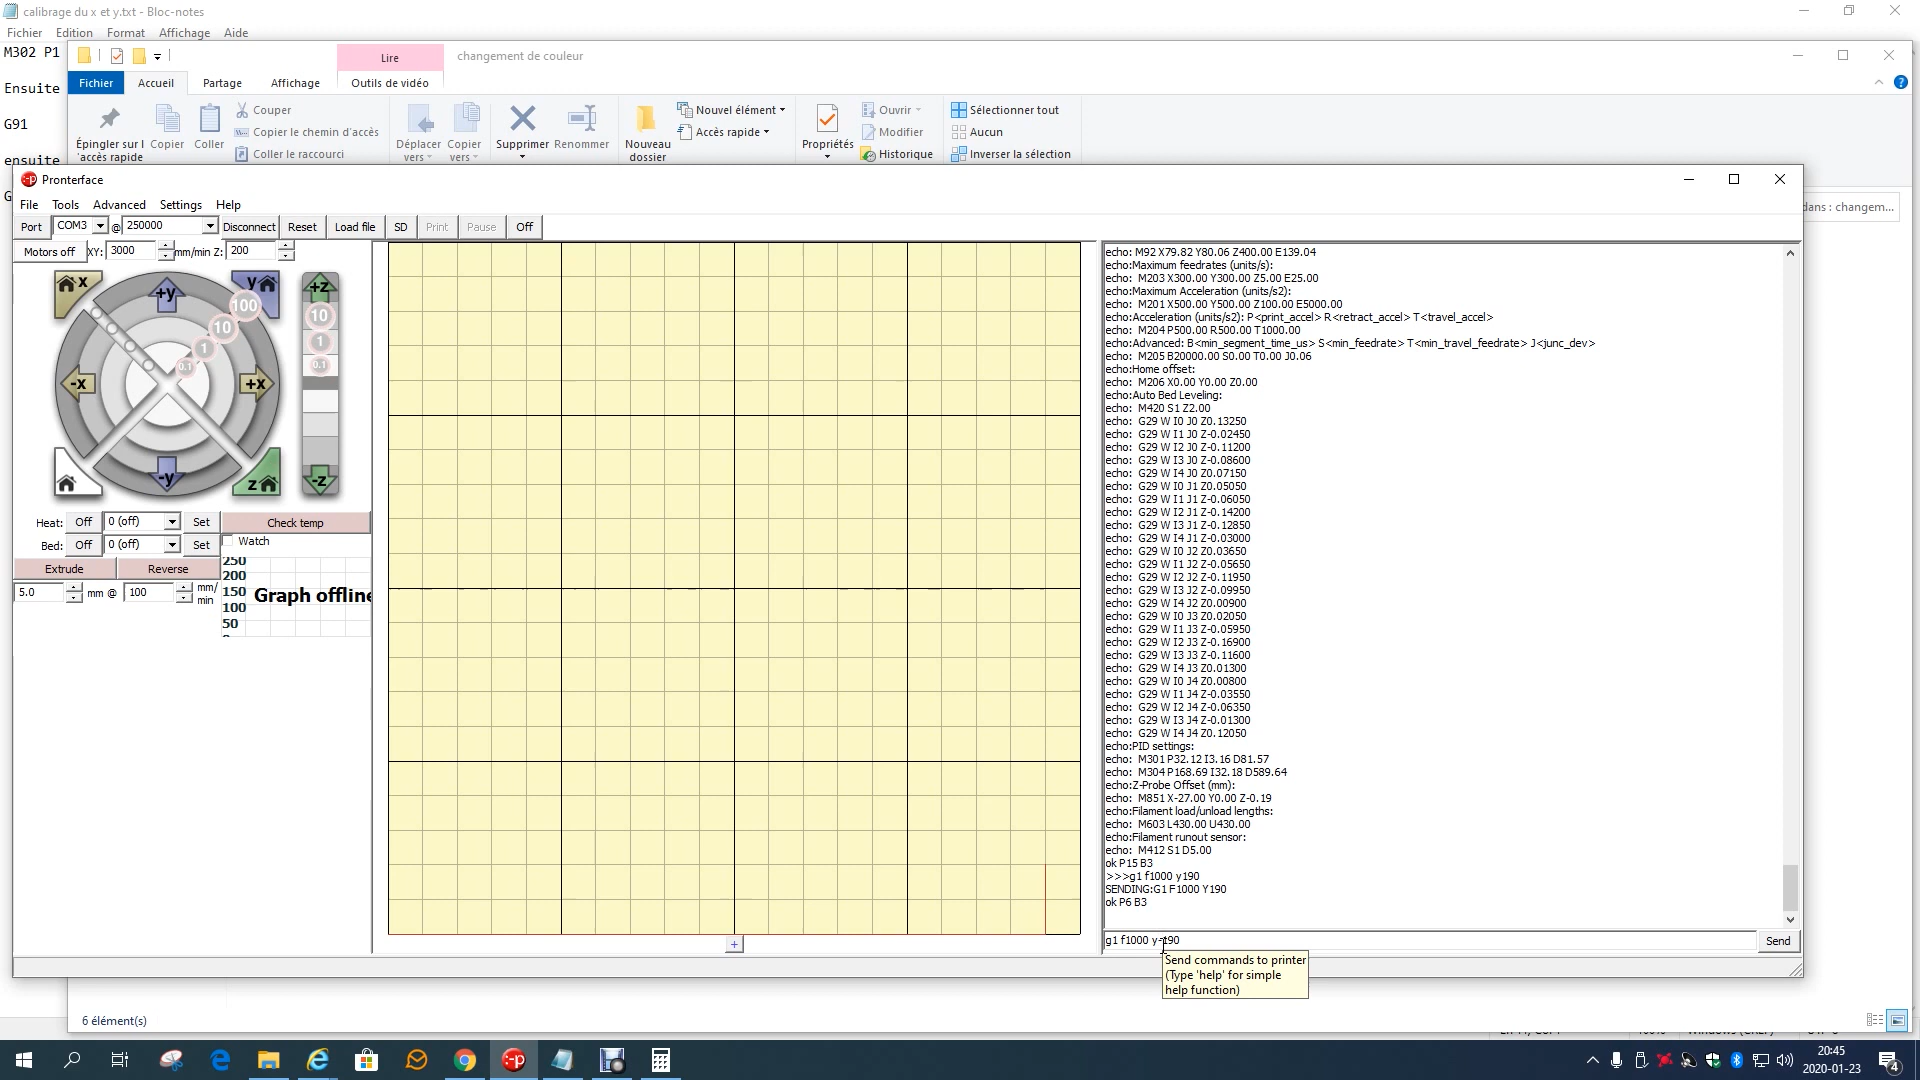 calibrage du x et y.txt - Bloc-notes
Fichier Edition Format Affichage Aide
M302 P1
Ensuite
G91
ensuite
G
Lire
changement de couleur
Fichier Accueil Partage Affichage Outils de vidéo
Épingler sur l'accès rapide
Copier
Coller
Couper
Copier le chemin d'accès
Coller le raccourci
Déplacer vers
Copier vers
Supprimer
Renommer
Nouveau dossier
Nouvel élément
Accès rapide
Propriétés
Ouvrir
Modifier
Historique
Sélectionner tout
Aucun
Inverser la sélection
dans : changem...
Pronterface
File Tools Advanced Settings Help
Port COM3 @ 250000 Disconnect Reset Load file SD Print Pause Off
Motors off XY: 3000 mm/min Z: 200
x +y y 100 10 1 0.1 -x +x -y z
+z 10 1 0.1 -z
Heat: Off 0 (off) Set Check temp
Bed: Off 0 (off) Set Watch
Extrude Reverse
5.0 mm @ 100 mm/min
250
200
150
100
50
Graph offline
echo: M92 X79.82 Y80.06 Z400.00 E139.04
echo:Maximum feedrates (units/s):
echo: M203 X300.00 Y300.00 Z5.00 E25.00
echo:Maximum Acceleration (units/s2):
echo: M201 X500.00 Y500.00 Z100.00 E5000.00
echo:Acceleration (units/s2): P<print_accel> R<retract_accel> T<travel_accel>
echo: M204 P500.00 R500.00 T1000.00
echo:Advanced: B<min_segment_time_us> S<min_feedrate> T<min_travel_feedrate> J<junc_dev>
echo: M205 B20000.00 S0.00 T0.00 J0.06
echo:Home offset:
echo: M206 X0.00 Y0.00 Z0.00
echo:Auto Bed Leveling:
echo: M420 S1 Z2.00
echo: G29 W I0 J0 Z0.13250
echo: G29 W I1 J0 Z-0.02450
echo: G29 W I2 J0 Z-0.11200
echo: G29 W I3 J0 Z-0.08600
echo: G29 W I4 J0 Z0.07150
echo: G29 W I0 J1 Z0.05050
echo: G29 W I1 J1 Z-0.06050
echo: G29 W I2 J1 Z-0.14200
echo: G29 W I3 J1 Z-0.12850
echo: G29 W I4 J1 Z-0.03000
echo: G29 W I0 J2 Z0.03650
echo: G29 W I1 J2 Z-0.05650
echo: G29 W I2 J2 Z-0.11950
echo: G29 W I3 J2 Z-0.09950
echo: G29 W I4 J2 Z0.00900
echo: G29 W I0 J3 Z0.02050
echo: G29 W I1 J3 Z-0.05950
echo: G29 W I2 J3 Z-0.16900
echo: G29 W I3 J3 Z-0.11600
echo: G29 W I4 J3 Z0.01300
echo: G29 W I0 J4 Z0.00800
echo: G29 W I1 J4 Z-0.03550
echo: G29 W I2 J4 Z-0.06350
echo: G29 W I3 J4 Z-0.01300
echo: G29 W I4 J4 Z0.12050
echo:PID settings:
echo: M301 P32.12 I3.16 D81.57
echo: M304 P168.69 I32.18 D589.64
echo:Z-Probe Offset (mm):
echo: M851 X-27.00 Y0.00 Z-0.19
echo:Filament load/unload lengths:
echo: M603 L430.00 U430.00
echo:Filament runout sensor:
echo: M412 S1 D5.00
ok P15 B3
>>>g1 f1000 y190
SENDING:G1 F1000 Y190
ok P6 B3
g1 f1000 y-190
Send
+
Send commands to printer
(Type 'help' for simple
help function)
6 élément(s)
20:45
2020-01-23
4